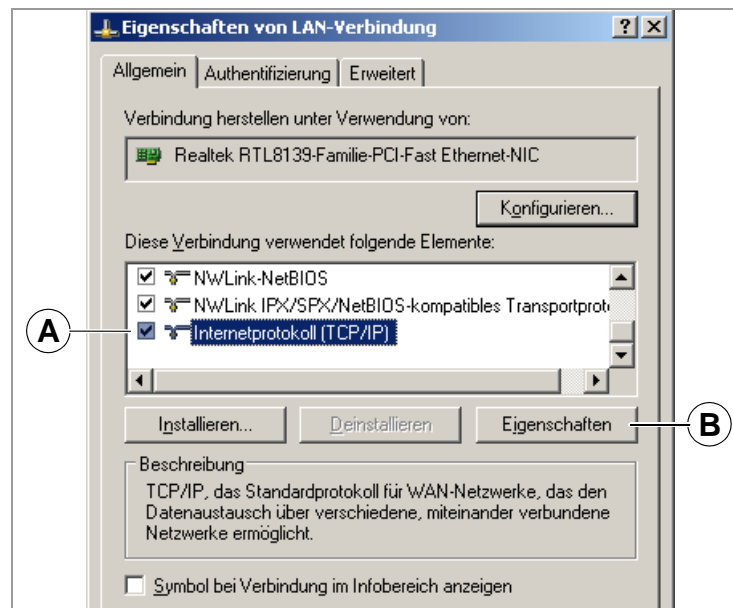 Eigenschaften von LAN-Verbindung
Allgemein Authentifizierung Erweitert
Verbindung herstellen unter Verwendung von:
Realtek RTL8139-Familie-PCI-Fast Ethernet-NIC
Konfigurieren...
Diese Verbindung verwendet folgende Elemente:
NWLink-NetBIOS
NWLink IPX/SPX/NetBIOS-kompatibles Transportprot
A
Internetprotokoll (TCP/IP)
Installieren... Deinstallieren Eigenschaften
B
Beschreibung
TCP/IP, das Standardprotokoll für WAN-Netzwerke, das den
Datenaustausch über verschiedene, miteinander verbundene
Netzwerke ermöglicht.
Symbol bei Verbindung im Infobereich anzeigen